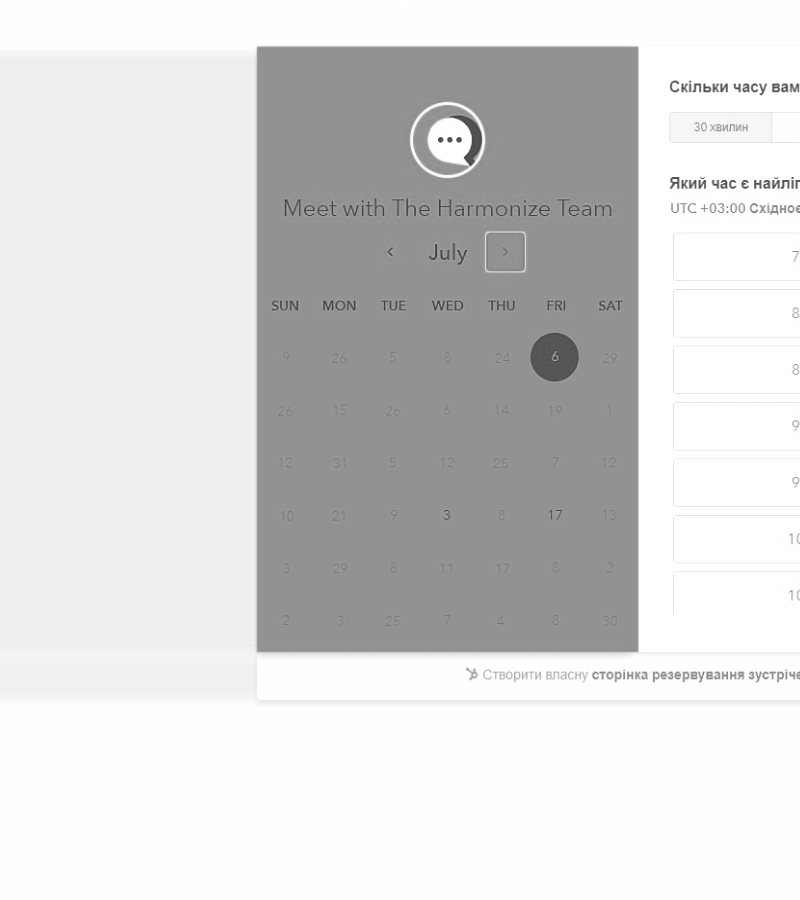 Meet with The Harmonize Team
July
SUN MON TUE WED THU FRI SAT
9 26 5 8 24 6 29
26 15 26 6 14 19 1
12 31 5 12 25 7 12
10 21 9 3 8 17 13
3 29 8 11 17 8 2
2 3 25 7 4 8 30
Скільки часу вам
30 хвилин
Який час є найліп
UTC +03:00 Східноє
7
8
8
9
9
10
10
Створити власну сторінка резервування зустріче